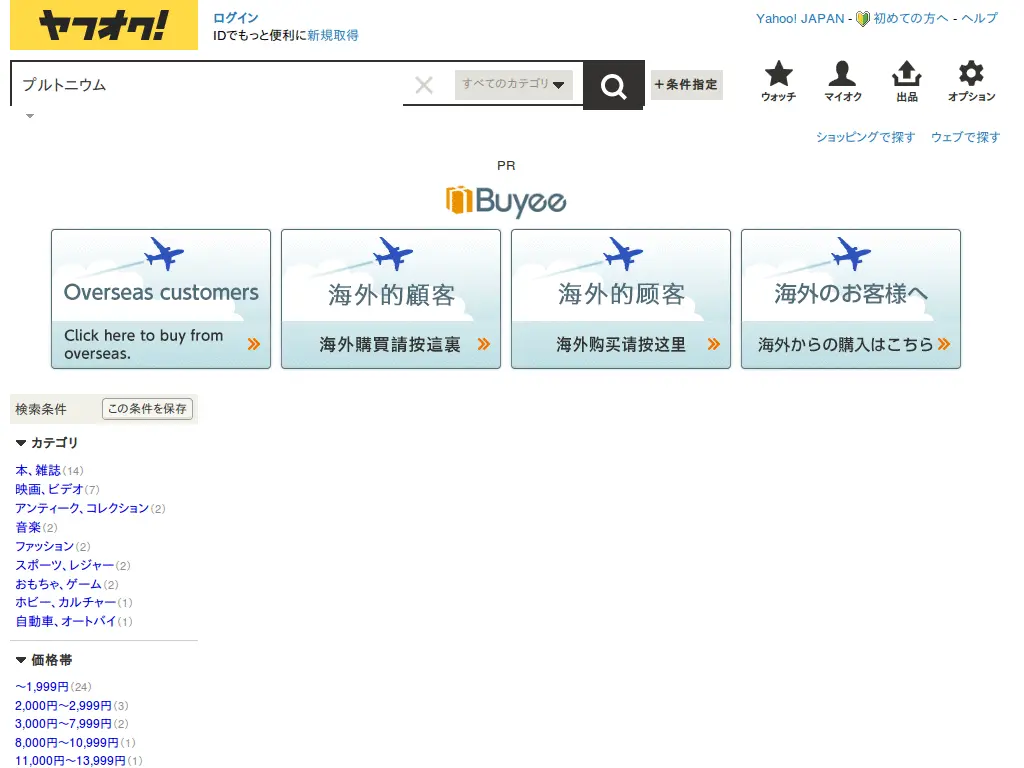 ヤフオク!
ログイン
IDでもっと便利に新規取得
Yahoo! JAPAN - 初めての方へ - ヘルプ
プルトニウム
すべてのカテゴリ
+条件指定
ウォッチ
マイオク
出品
オプション
ショッピングで探す ウェブで探す
PR
Buyee
Overseas customers
Click here to buy from
overseas.
海外的顧客
海外購買請按這裏
海外的顾客
海外购买请按这里
海外のお客様へ
海外からの購入はこちら
検索条件
この条件を保存
カテゴリ
本、雑誌(14)
映画、ビデオ(7)
アンティーク、コレクション(2)
音楽(2)
ファッション(2)
スポーツ、レジャー(2)
おもちゃ、ゲーム(2)
ホビー、カルチャー(1)
自動車、オートバイ(1)
価格帯
〜1,999円(24)
2,000円〜2,999円(3)
3,000円〜7,999円(2)
8,000円〜10,999円(1)
11,000円〜13,999円(1)